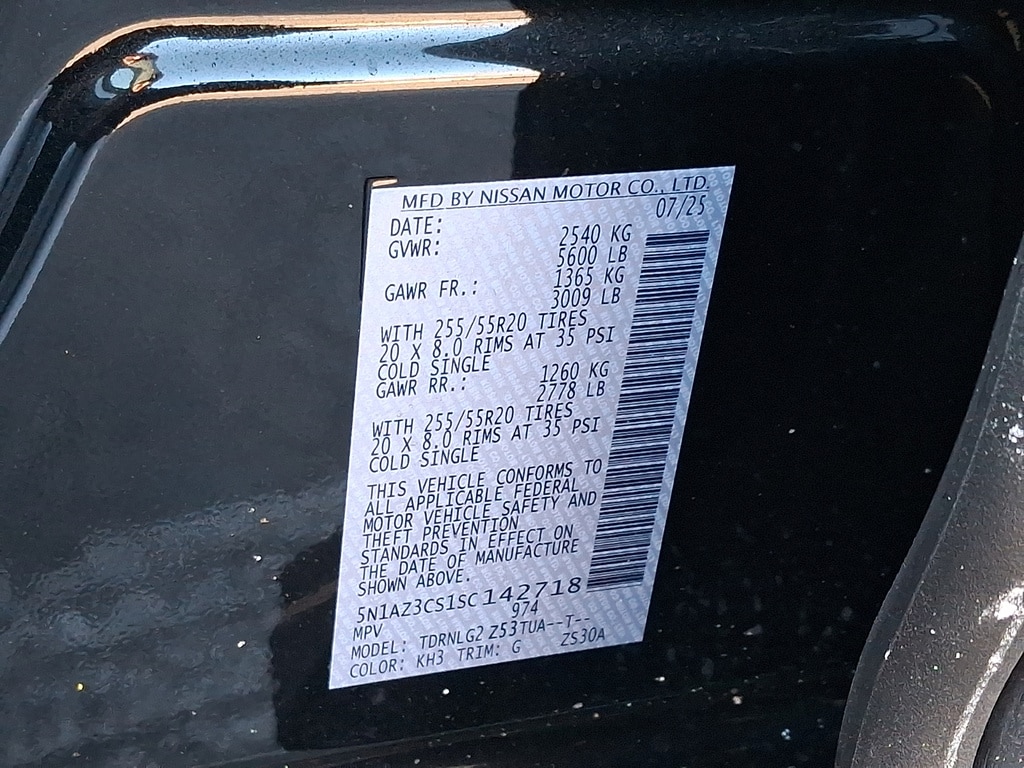 MFD BY NISSAN MOTOR CO., LTD.
DATE: 07/25
GVWR: 2540 KG
5600 LB
GAWR FR.: 1365 KG
3009 LB
WITH 255/55R20 TIRES
20 X 8.0 RIMS AT 35 PSI
COLD SINGLE
GAWR RR.: 1260 KG
2778 LB
WITH 255/55R20 TIRES
20 X 8.0 RIMS AT 35 PSI
COLD SINGLE
THIS VEHICLE CONFORMS TO
ALL APPLICABLE FEDERAL
MOTOR VEHICLE SAFETY AND
THEFT PREVENTION
STANDARDS IN EFFECT ON
THE DATE OF MANUFACTURE
SHOWN ABOVE.
5N1AZ3CS1SC142718
MPV 974
MODEL: TDRNLG2 Z53TUA--T--
COLOR: KH3 TRIM: G ZS30A